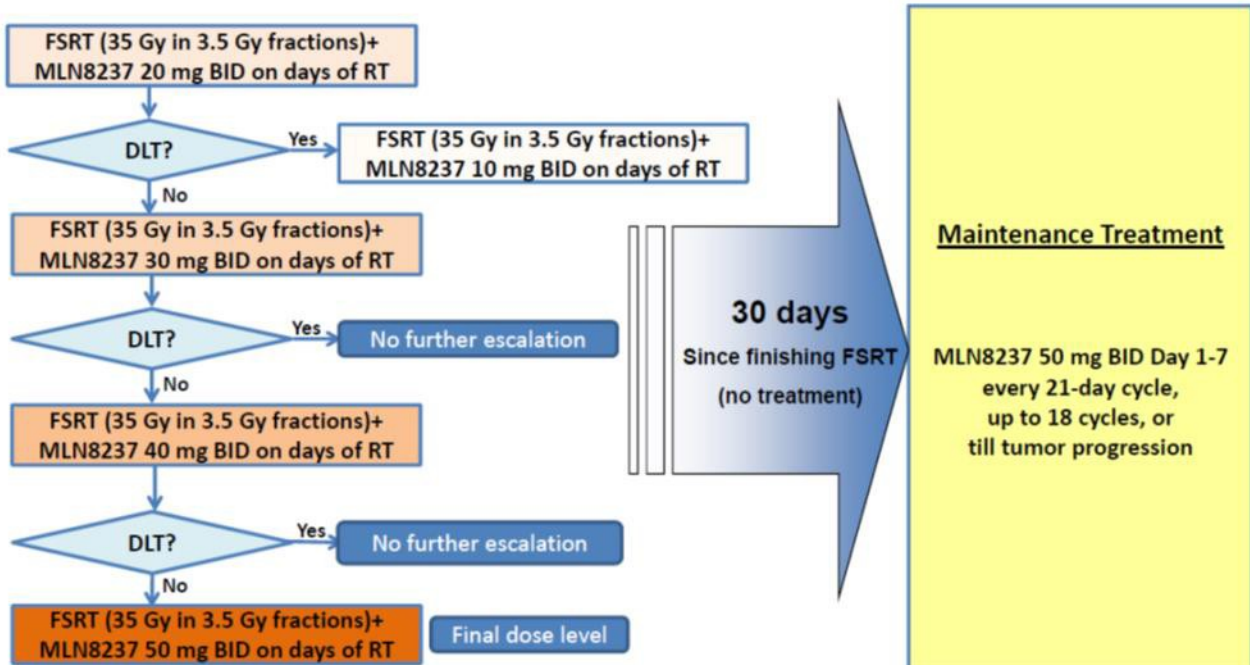 FSRT (35 Gy in 3.5 Gy fractions)+
MLN8237 20 mg BID on days of RT
DLT?
Yes
FSRT (35 Gy in 3.5 Gy fractions)+
MLN8237 10 mg BID on days of RT
No
FSRT (35 Gy in 3.5 Gy fractions)+
MLN8237 30 mg BID on days of RT
DLT?
Yes
No further escalation
No
FSRT (35 Gy in 3.5 Gy fractions)+
MLN8237 40 mg BID on days of RT
DLT?
Yes
No further escalation
No
FSRT (35 Gy in 3.5 Gy fractions)+
MLN8237 50 mg BID on days of RT
Final dose level
30 days
Since finishing FSRT
(no treatment)
Maintenance Treatment
MLN8237 50 mg BID Day 1-7
every 21-day cycle,
up to 18 cycles, or
till tumor progression